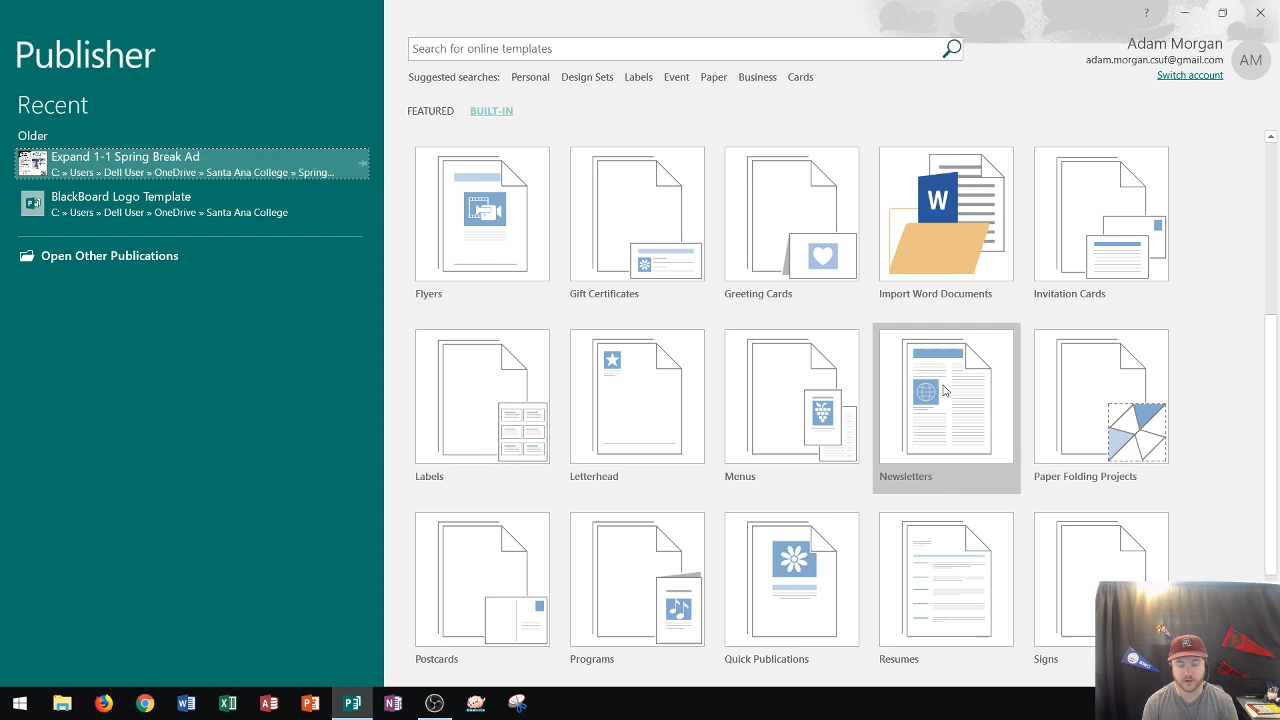 Publisher
Recent
Older
Expand 1-1 Spring Break Ad
C: » Users » Dell User » OneDrive » Santa Ana College » Spring...
BlackBoard Logo Template
C: » Users » Dell User » OneDrive » Santa Ana College
Open Other Publications
?
Adam Morgan
adam.morgan.csuf@gmail.com
Switch account
AM
Search for online templates
Suggested searches: Personal Design Sets Labels Event Paper Business Cards
FEATURED BUILT-IN
W
Flyers Gift Certificates Greeting Cards Import Word Documents Invitation Cards
Labels Letterhead Menus Newsletters Paper Folding Projects
Postcards Programs Quick Publications Resumes Signs